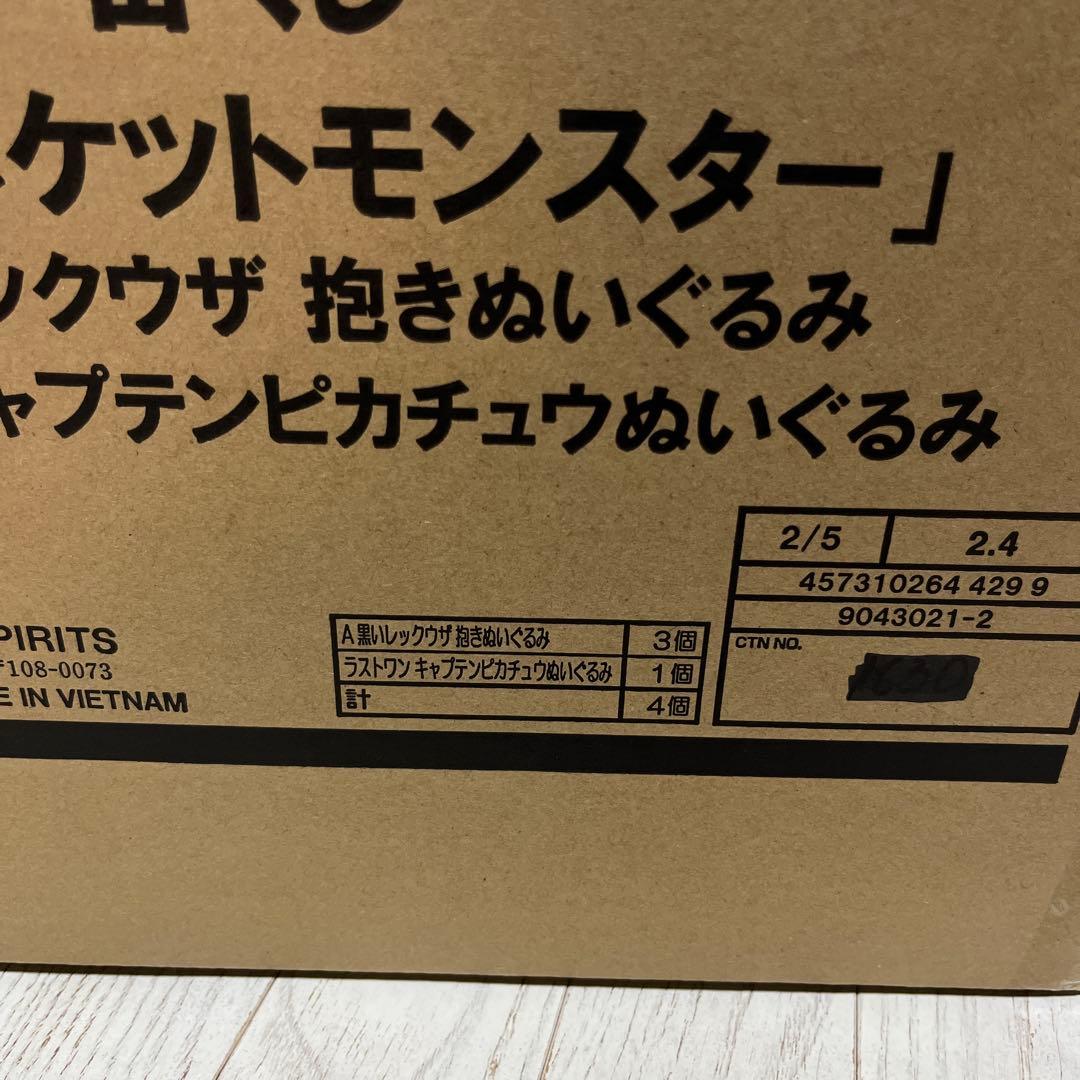 番くじ
ケットモンスター」
ックウザ 抱きぬいぐるみ
ャプテンピカチュウぬいぐるみ
2/5 2.4
457310264 429 9
9043021-2
CTN NO.
PIRITS
〒108-0073
E IN VIETNAM
A 黒いレックウザ 抱きぬいぐるみ 3個
ラストワン キャプテンピカチュウぬいぐるみ 1個
計 4個